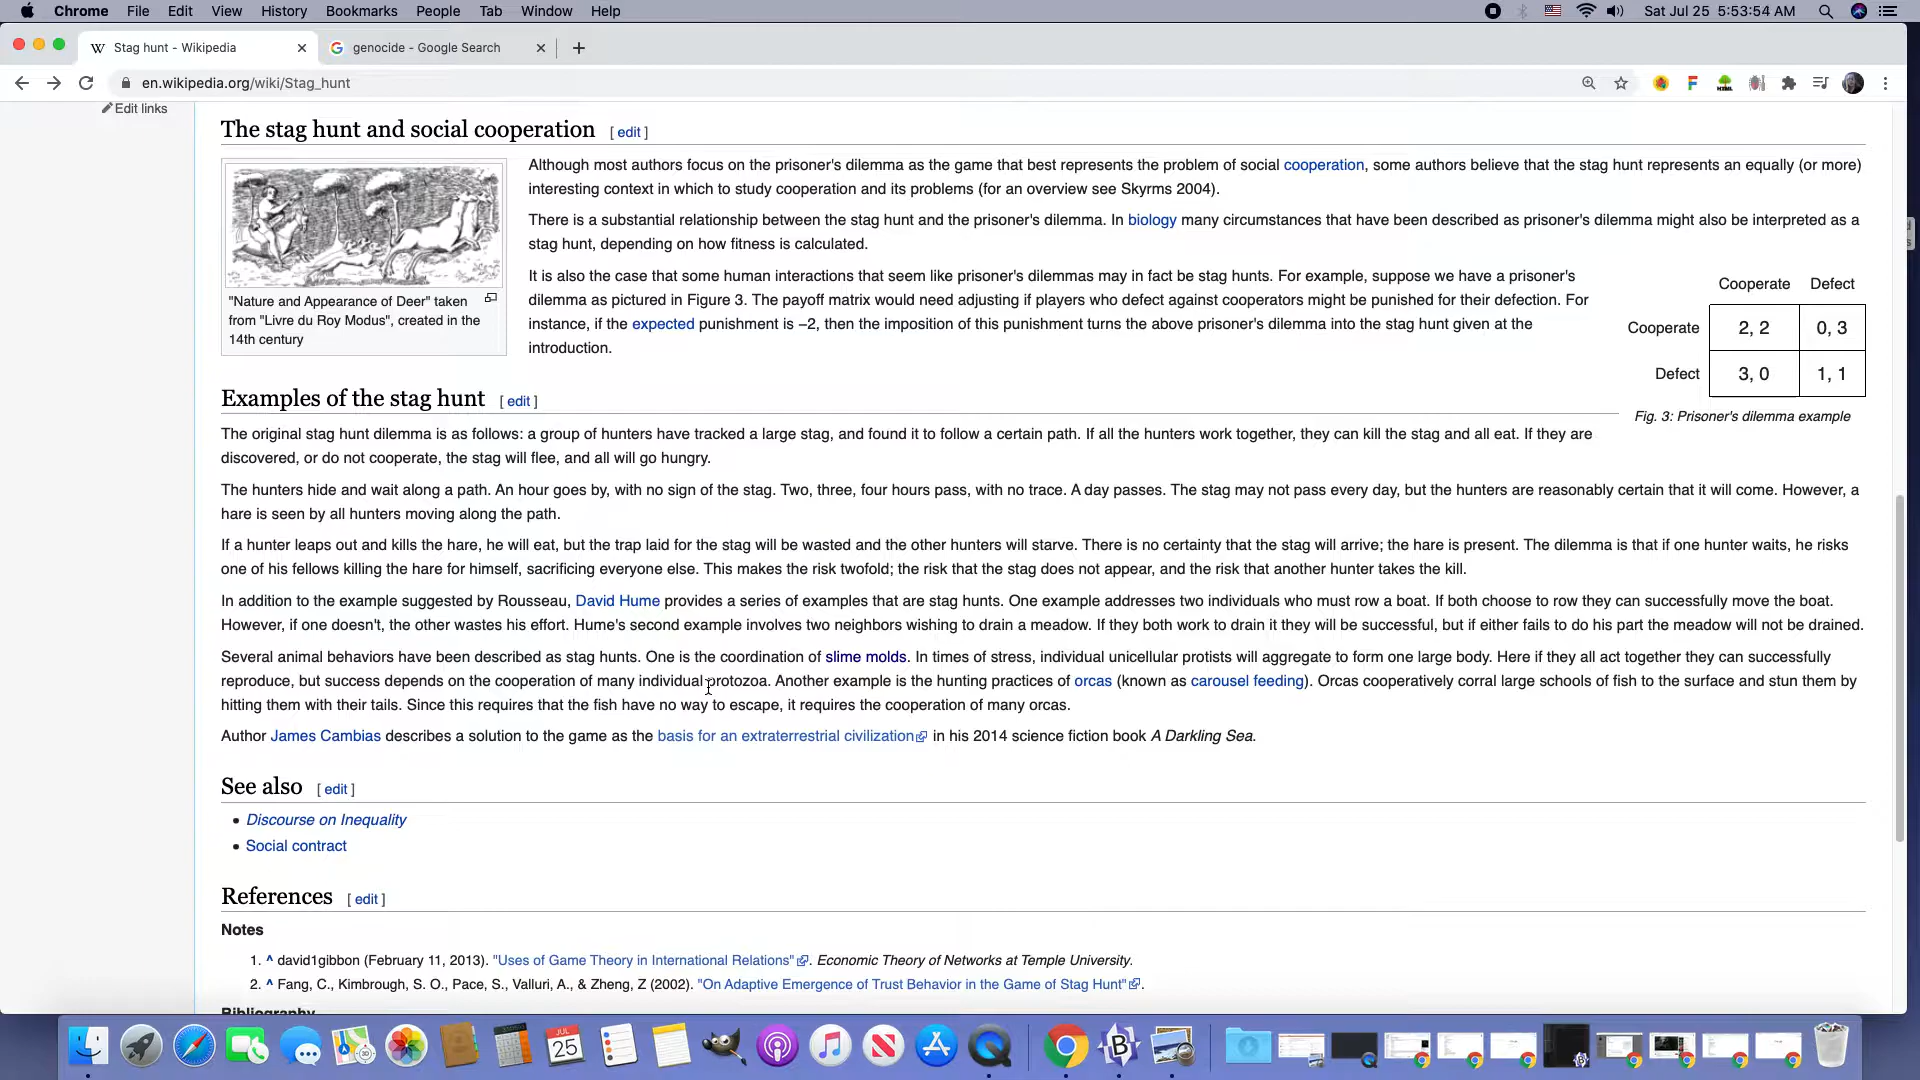 Chrome File Edit View History Bookmarks People Tab Window Help Sat Jul 25 5:53:54 AM
Stag hunt - Wikipedia genocide - Google Search
en.wikipedia.org/wiki/Stag_hunt
Edit links
The stag hunt and social cooperation [ edit ]
Although most authors focus on the prisoner's dilemma as the game that best represents the problem of social cooperation, some authors believe that the stag hunt represents an equally (or more)
interesting context in which to study cooperation and its problems (for an overview see Skyrms 2004).
There is a substantial relationship between the stag hunt and the prisoner's dilemma. In biology many circumstances that have been described as prisoner's dilemma might also be interpreted as a
stag hunt, depending on how fitness is calculated.
It is also the case that some human interactions that seem like prisoner's dilemmas may in fact be stag hunts. For example, suppose we have a prisoner's
dilemma as pictured in Figure 3. The payoff matrix would need adjusting if players who defect against cooperators might be punished for their defection. For
instance, if the expected punishment is −2, then the imposition of this punishment turns the above prisoner's dilemma into the stag hunt given at the
introduction.
"Nature and Appearance of Deer" taken
from "Livre du Roy Modus", created in the
14th century
Cooperate Defect
Cooperate 2, 2 0, 3
Defect 3, 0 1, 1
Fig. 3: Prisoner's dilemma example
Examples of the stag hunt [ edit ]
The original stag hunt dilemma is as follows: a group of hunters have tracked a large stag, and found it to follow a certain path. If all the hunters work together, they can kill the stag and all eat. If they are
discovered, or do not cooperate, the stag will flee, and all will go hungry.
The hunters hide and wait along a path. An hour goes by, with no sign of the stag. Two, three, four hours pass, with no trace. A day passes. The stag may not pass every day, but the hunters are reasonably certain that it will come. However, a
hare is seen by all hunters moving along the path.
If a hunter leaps out and kills the hare, he will eat, but the trap laid for the stag will be wasted and the other hunters will starve. There is no certainty that the stag will arrive; the hare is present. The dilemma is that if one hunter waits, he risks
one of his fellows killing the hare for himself, sacrificing everyone else. This makes the risk twofold; the risk that the stag does not appear, and the risk that another hunter takes the kill.
In addition to the example suggested by Rousseau, David Hume provides a series of examples that are stag hunts. One example addresses two individuals who must row a boat. If both choose to row they can successfully move the boat.
However, if one doesn't, the other wastes his effort. Hume's second example involves two neighbors wishing to drain a meadow. If they both work to drain it they will be successful, but if either fails to do his part the meadow will not be drained.
Several animal behaviors have been described as stag hunts. One is the coordination of slime molds. In times of stress, individual unicellular protists will aggregate to form one large body. Here if they all act together they can successfully
reproduce, but success depends on the cooperation of many individual protozoa. Another example is the hunting practices of orcas (known as carousel feeding). Orcas cooperatively corral large schools of fish to the surface and stun them by
hitting them with their tails. Since this requires that the fish have no way to escape, it requires the cooperation of many orcas.
Author James Cambias describes a solution to the game as the basis for an extraterrestrial civilization in his 2014 science fiction book A Darkling Sea.
See also [ edit ]
Discourse on Inequality
Social contract
References [ edit ]
Notes
1. ^ david1gibbon (February 11, 2013). "Uses of Game Theory in International Relations". Economic Theory of Networks at Temple University.
2. ^ Fang, C., Kimbrough, S. O., Pace, S., Valluri, A., & Zheng, Z (2002). "On Adaptive Emergence of Trust Behavior in the Game of Stag Hunt".
Bibliography
JUL
25